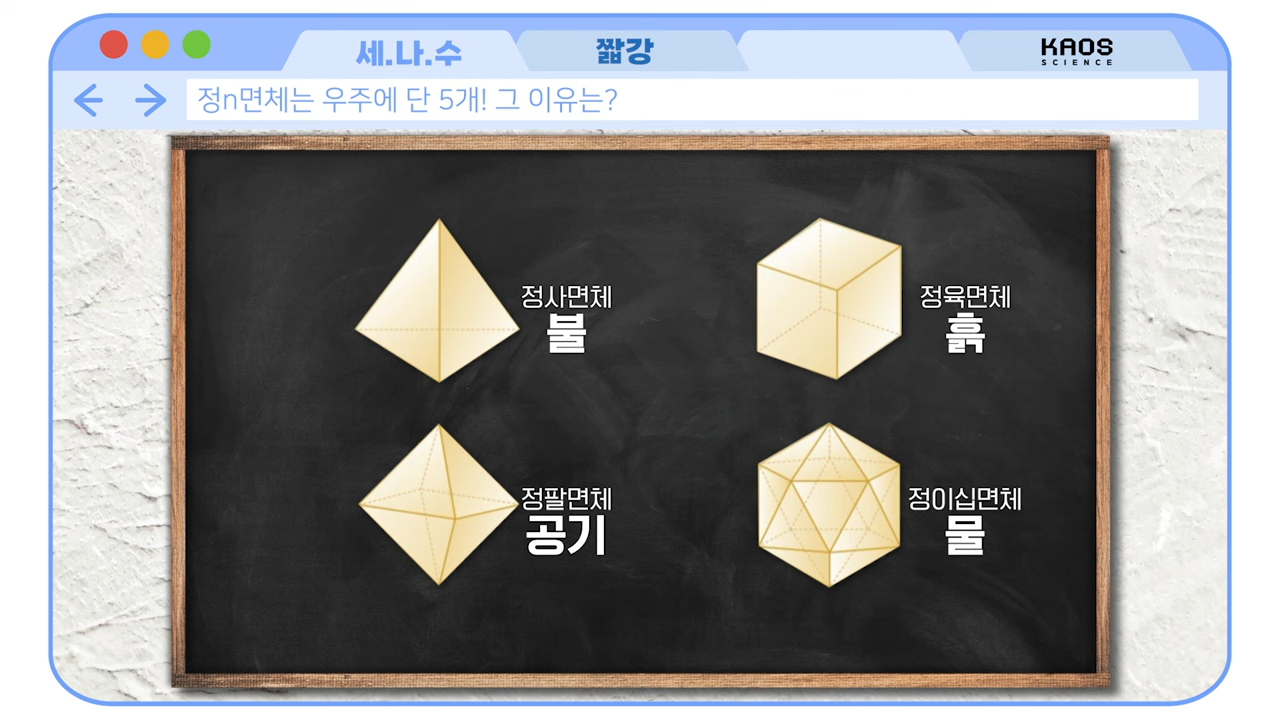 세.나.수
짧강
KAOS
SCIENCE
정n면체는 우주에 단 5개! 그 이유는?
정사면체
불
정육면체
흙
정팔면체
공기
정이십면체
물